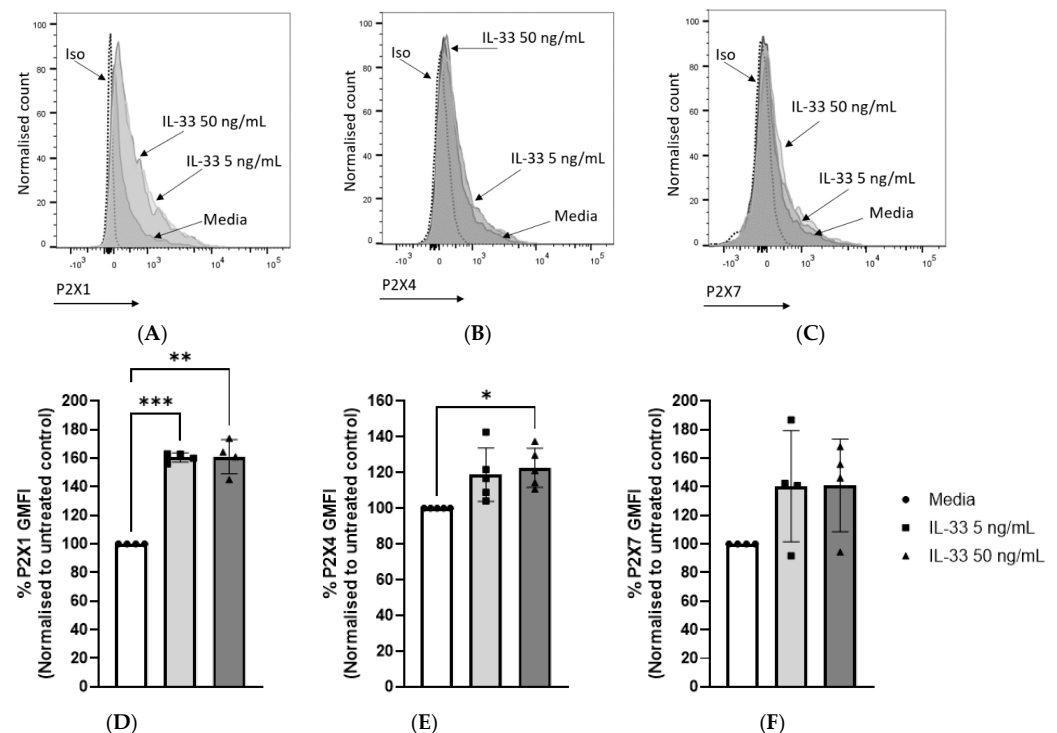 100
80
60
40
20
0
Normalised count
Iso
IL-33 50 ng/mL
IL-33 5 ng/mL
Media
-10³ 0 10³ 10⁴ 10⁵
P2X1
(A)
100
80
60
40
20
0
Normalised count
Iso
IL-33 50 ng/mL
IL-33 5 ng/mL
Media
-10³ 0 10³ 10⁴ 10⁵
P2X4
(B)
100
80
60
40
20
0
Normalised count
Iso
IL-33 50 ng/mL
IL-33 5 ng/mL
Media
-10³ 0 10³ 10⁴ 10⁵
P2X7
(C)
% P2X1 GMFI
(Normalised to untreated control)
200
180
160
140
120
100
80
60
40
20
0
**
***
(D)
% P2X4 GMFI
(Normalised to untreated control)
160
140
120
100
80
60
40
20
0
*
(E)
% P2X7 GMFI
(Normalised to untreated control)
200
180
160
140
120
100
80
60
40
20
0
(F)
Media
IL-33 5 ng/mL
IL-33 50 ng/mL